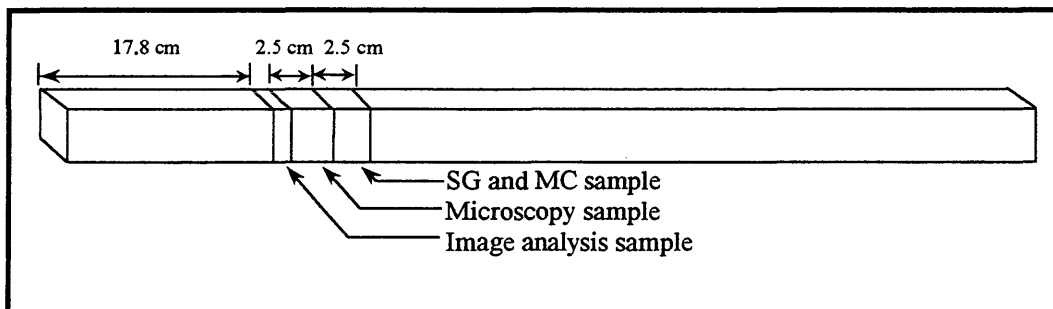 17.8 cm 2.5 cm 2.5 cm
SG and MC sample
Microscopy sample
Image analysis sample